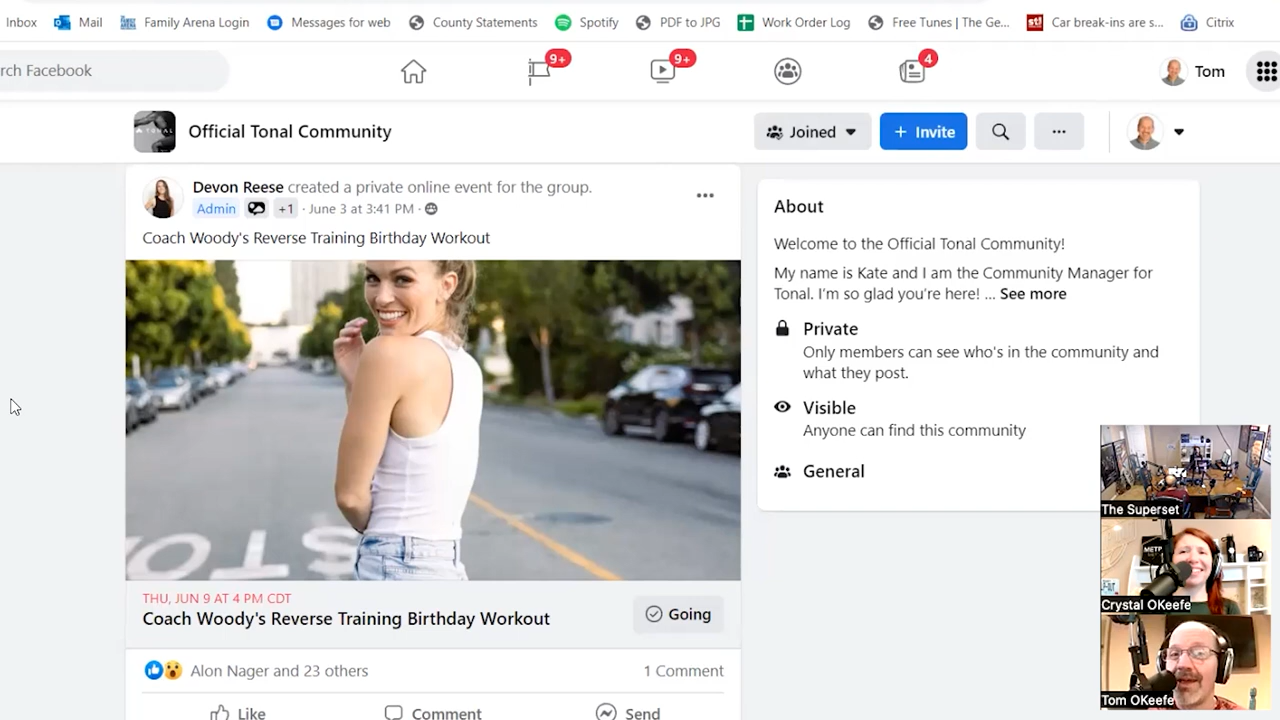 Inbox
Mail
Family Arena Login
Messages for web
County Statements
Spotify
PDF to JPG
Work Order Log
Free Tunes | The Ge...
stl
Car break-ins are s...
Citrix
rch Facebook
9+
9+
4
Tom
TONAL
Official Tonal Community
Joined
+ Invite
...
Devon Reese created a private online event for the group.
Admin +1 · June 3 at 3:41 PM ·
Coach Woody's Reverse Training Birthday Workout
STO
THU, JUN 9 AT 4 PM CDT
Coach Woody's Reverse Training Birthday Workout
Going
Alon Nager and 23 others
1 Comment
Like
Comment
Send
About
Welcome to the Official Tonal Community!
My name is Kate and I am the Community Manager for
Tonal. I'm so glad you're here! ... See more
Private
Only members can see who's in the community and
what they post.
Visible
Anyone can find this community
General
The Superset
METP
Crystal OKeefe
Tom OKeefe